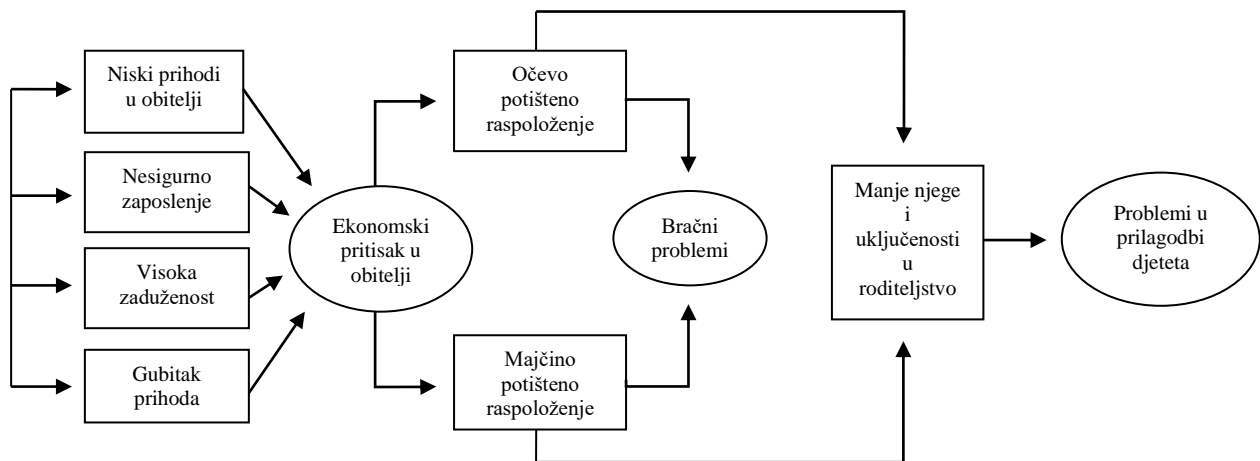 Niski prihodi
u obitelji
Nesigurno
zaposlenje
Visoka
zaduženost
Gubitak
prihoda
Ekonomski
pritisak u
obitelji
Očevo
potišteno
raspoloženje
Majčino
potišteno
raspoloženje
Bračni
problemi
Manje njege
i
uključenosti
u
roditeljstvo
Problemi u
prilagodbi
djeteta